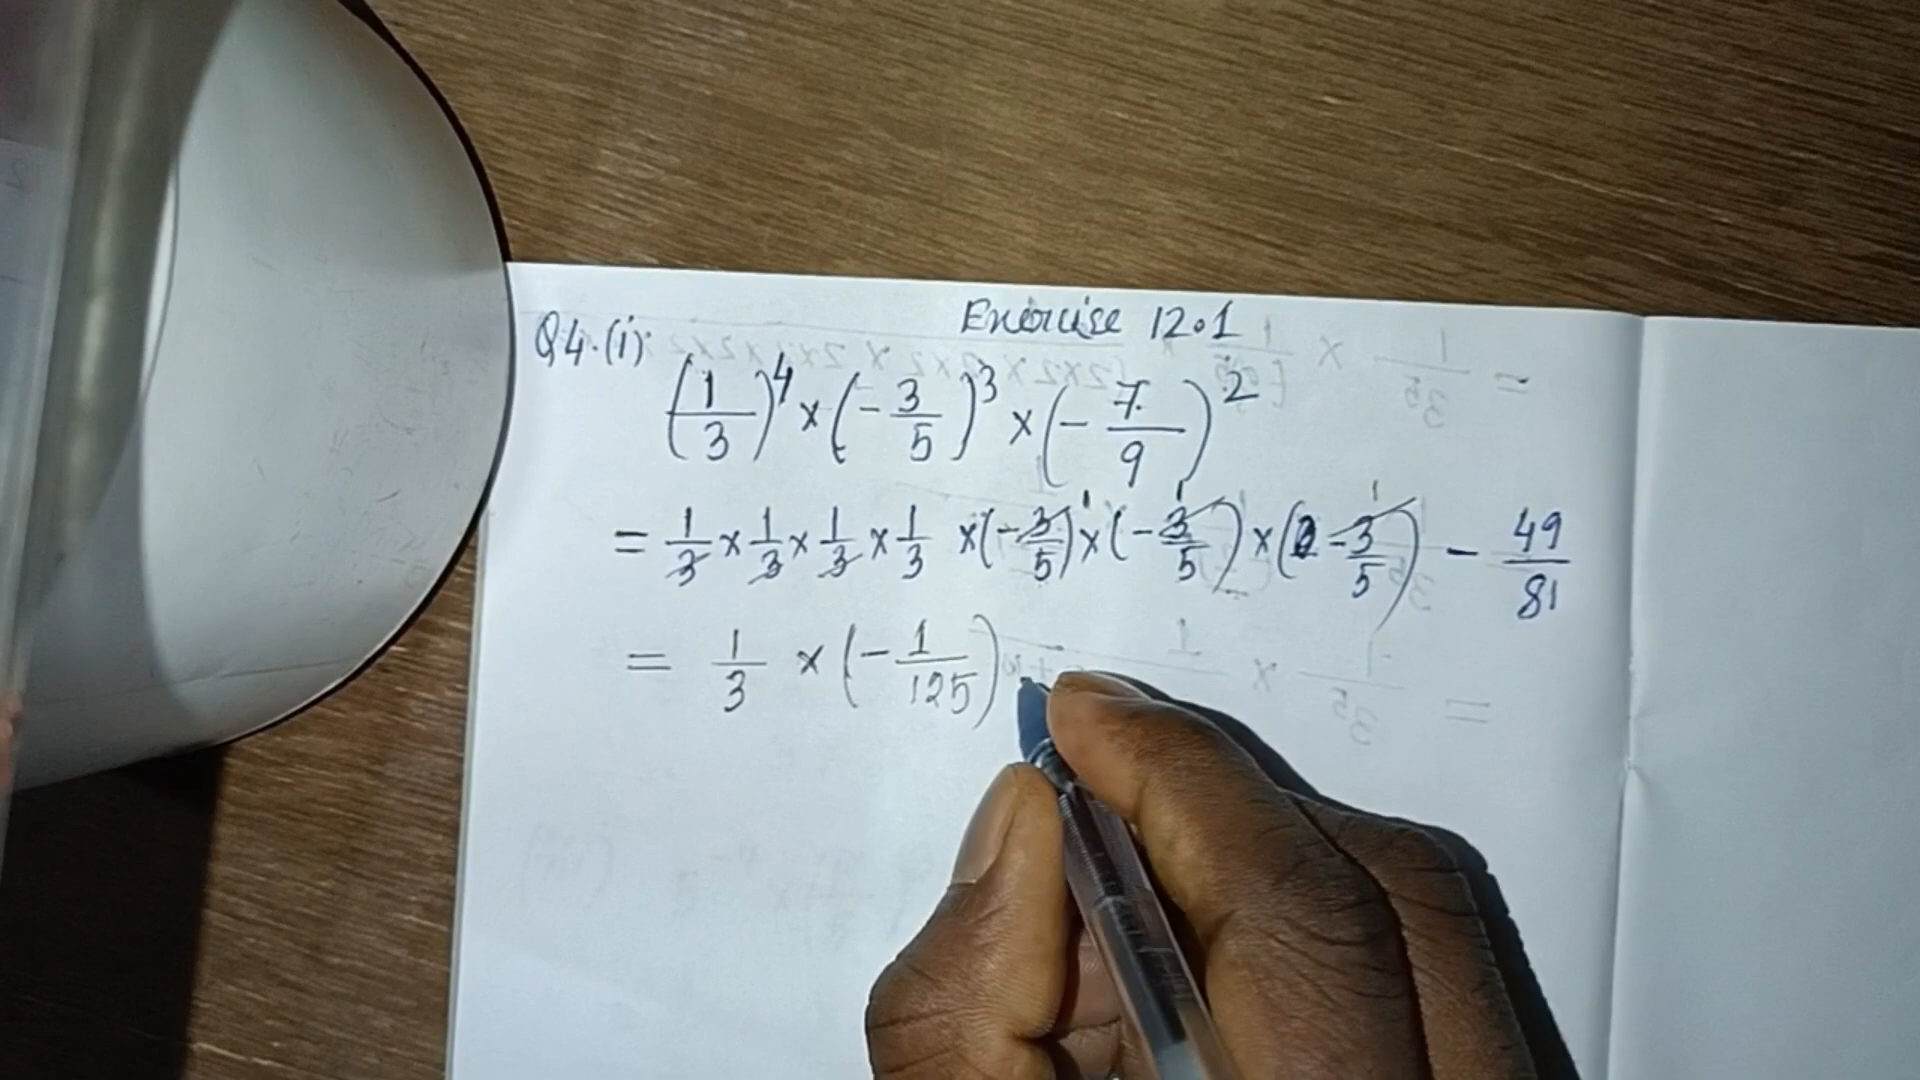 Exercise 12.1
Q4.(i).
(1/3)^4 × (- 3/5)^3 × (- 7/9)^2
= 1/3 × 1/3 × 1/3 × 1/3 × (- 3/5) × (- 3/5) × ( - 3/5) - 49/81
= 1/3 × (- 1/125)